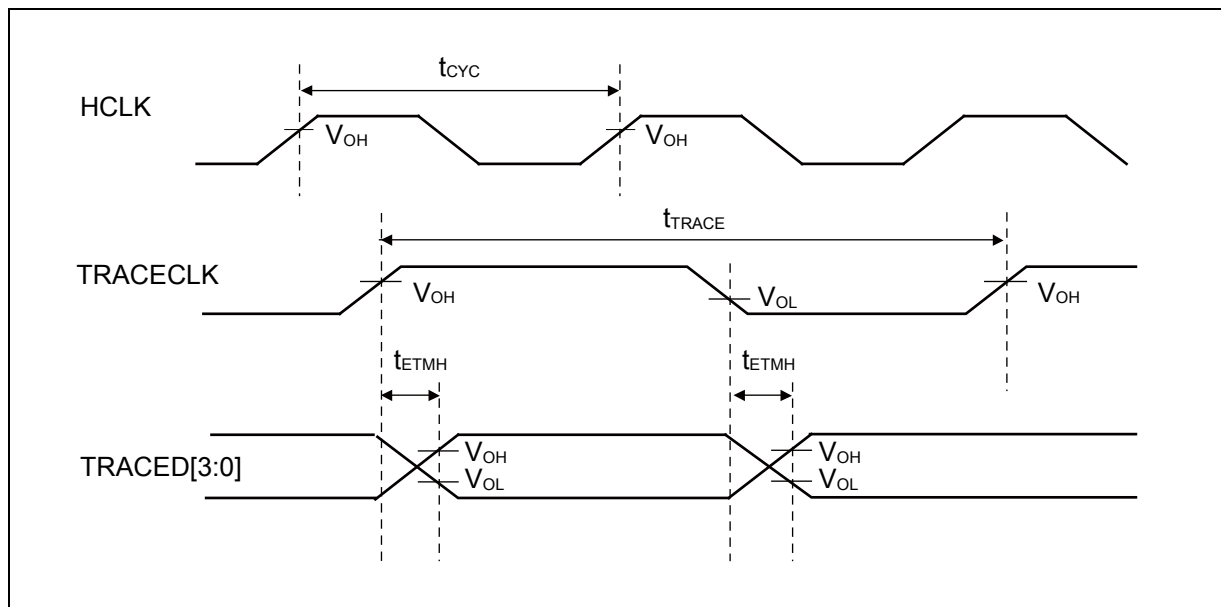 tCYC
HCLK
VOH
VOH
tTRACE
TRACECLK
VOH
VOL
VOH
tETMH
tETMH
TRACED[3:0]
VOH
VOH
VOL
VOL